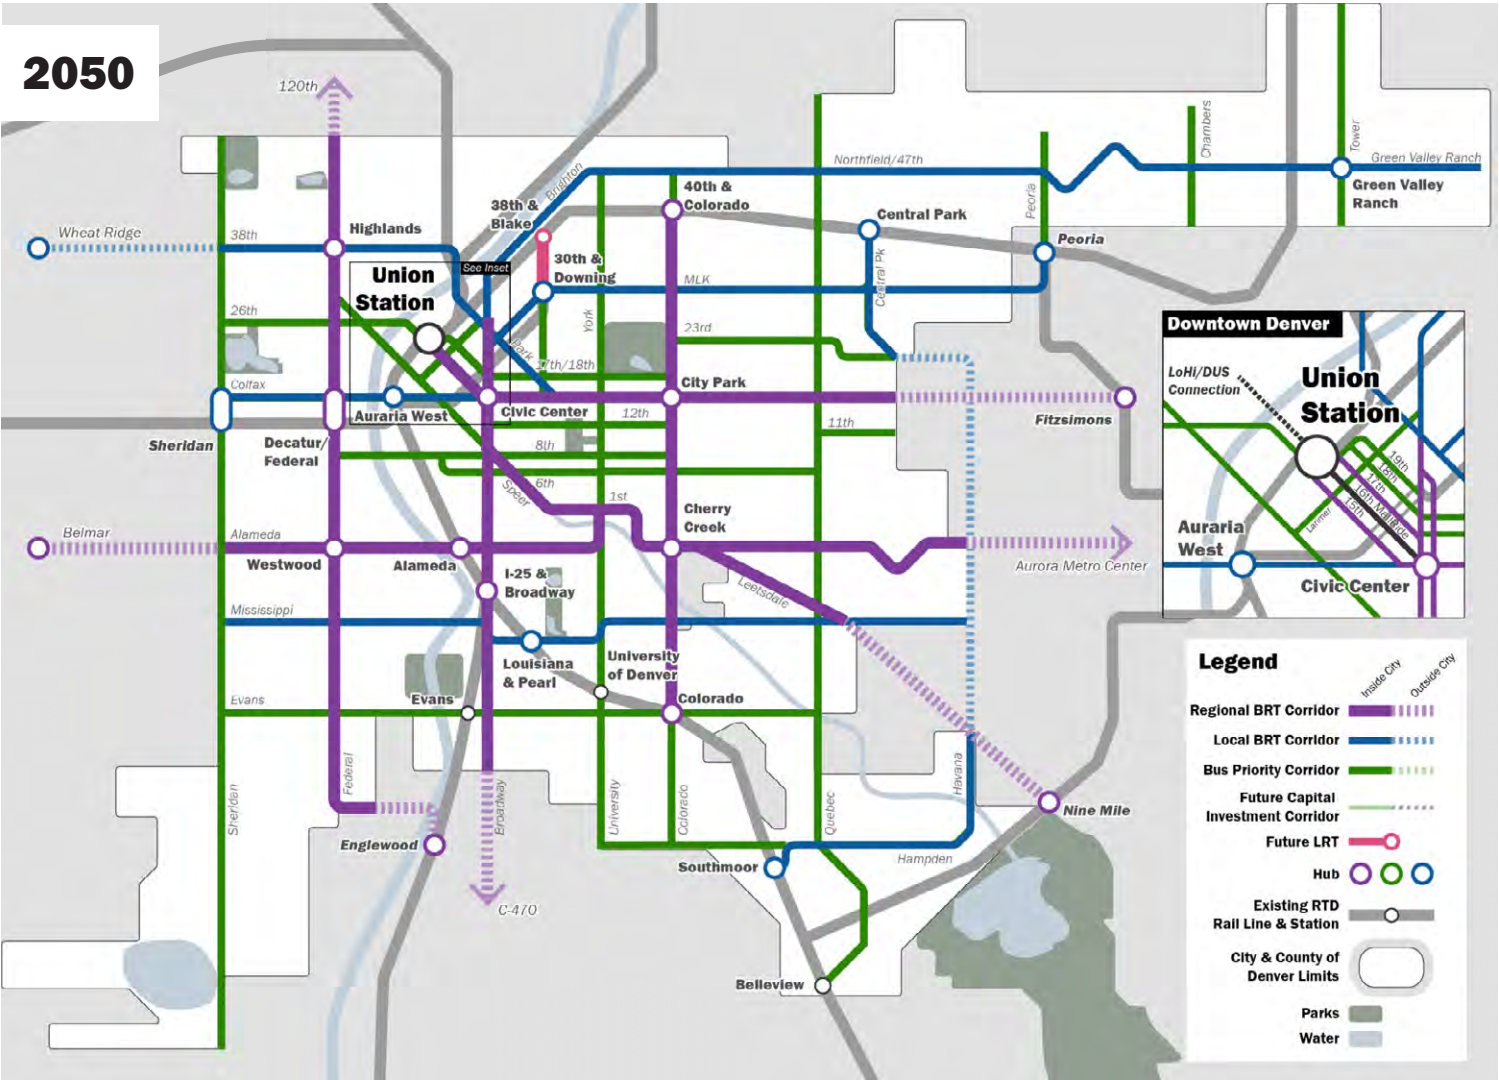 2050
120th
Wheat Ridge
38th
Highlands
Brighton
38th &
Blake
40th &
Colorado
Northfield/47th
Central Park
Peoria
Peoria
Chambers
Tower
Green Valley Ranch
Green Valley
Ranch
See Inset
Union
Station
30th &
Downing
MLK
Central Pk
26th
York
23rd
Park
17th/18th
Colfax
Auraria West
Civic Center
City Park
12th
11th
Fitzsimons
Sheridan
Decatur/
Federal
8th
6th
Speer
1st
Cherry
Creek
Belmar
Alameda
Westwood
Alameda
I-25 &
Broadway
Leetsdale
Aurora Metro Center
Mississippi
Louisiana
& Pearl
University
of Denver
Evans
Evans
Colorado
Sheridan
Federal
Broadway
University
Colorado
Quebec
Havana
Englewood
Southmoor
Hampden
Nine Mile
C-470
Belleview
Downtown Denver
LoHi/DUS
Connection
Union
Station
19th
18th
17th
16th MallRide
15th
Larimer
Auraria
West
Civic Center
Legend
Inside City
Outside City
Regional BRT Corridor
Local BRT Corridor
Bus Priority Corridor
Future Capital
Investment Corridor
Future LRT
Hub
Existing RTD
Rail Line & Station
City & County of
Denver Limits
Parks
Water